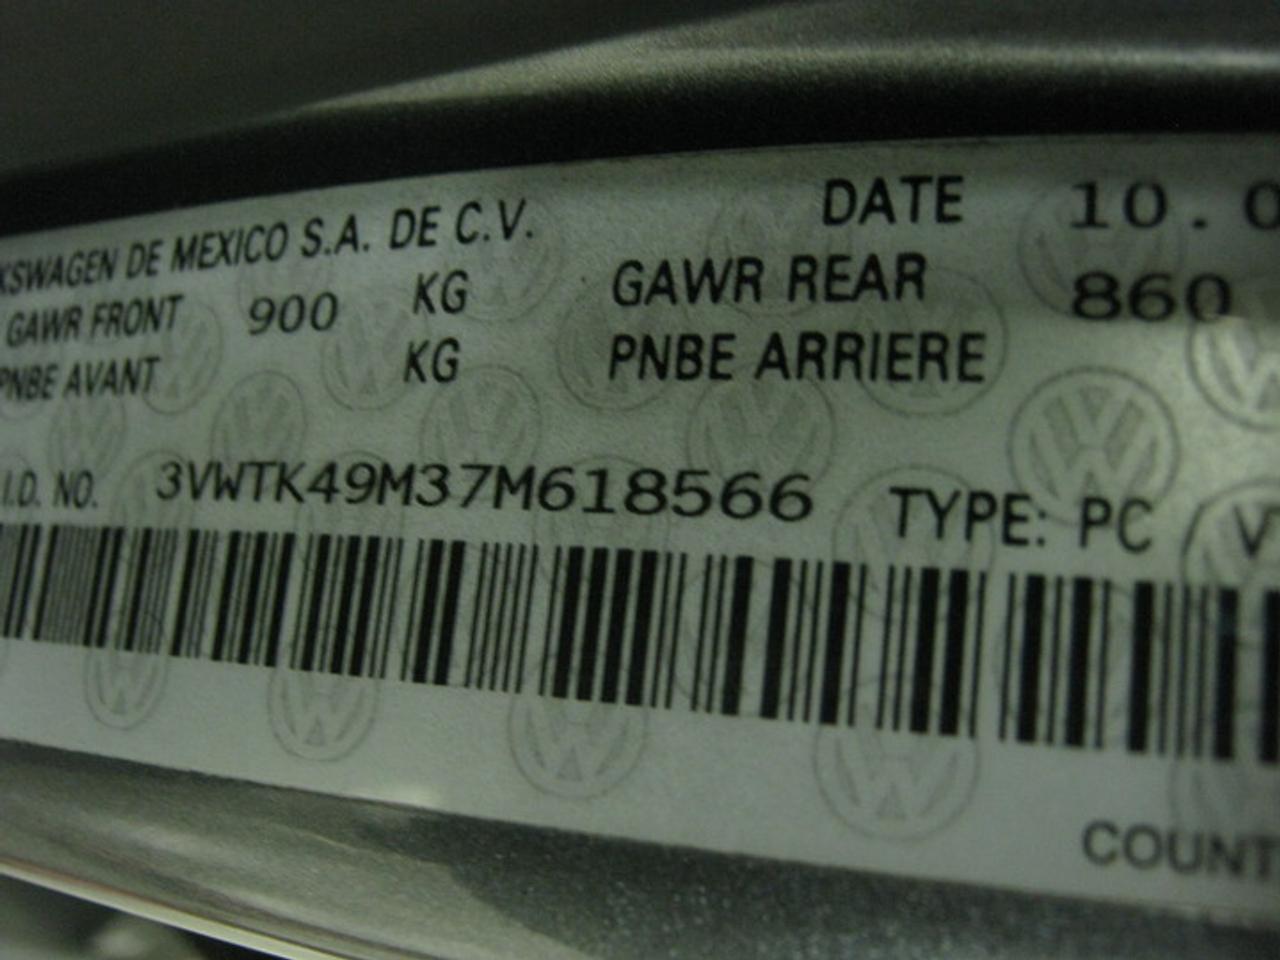 KSWAGEN DE MEXICO S.A. DE C.V. DATE 10.0
GAWR FRONT 900 KG GAWR REAR 860
PNBE AVANT KG PNBE ARRIERE
I.D. NO. 3VWTK49M37M618566 TYPE: PC V
COUNT